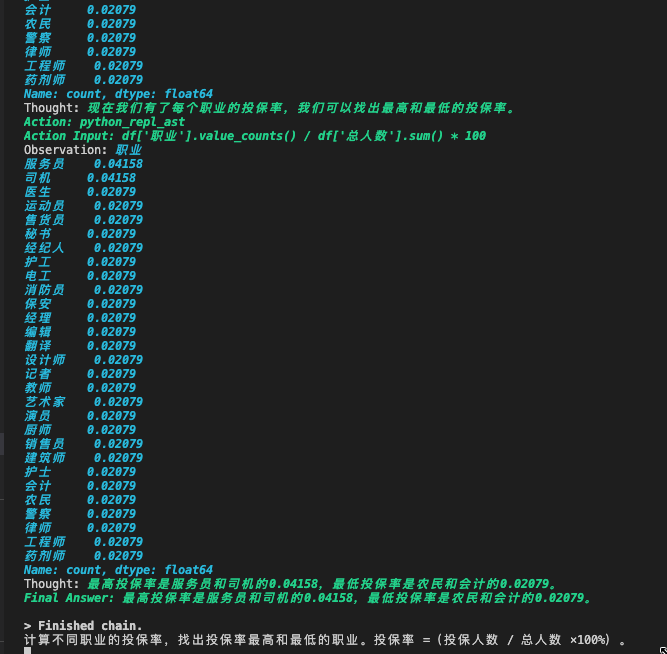 会计 0.02079
农民 0.02079
警察 0.02079
律师 0.02079
工程师 0.02079
药剂师 0.02079
Name: count, dtype: float64
Thought: 现在我们有了每个职业的投保率，我们可以找出最高和最低的投保率。
Action: python_repl_ast
Action Input: df['职业'].value_counts() / df['总人数'].sum() * 100
Observation: 职业
服务员 0.04158
司机 0.04158
医生 0.02079
运动员 0.02079
售货员 0.02079
秘书 0.02079
经纪人 0.02079
护工 0.02079
电工 0.02079
消防员 0.02079
保安 0.02079
经理 0.02079
编辑 0.02079
翻译 0.02079
设计师 0.02079
记者 0.02079
教师 0.02079
艺术家 0.02079
演员 0.02079
厨师 0.02079
销售员 0.02079
建筑师 0.02079
护士 0.02079
会计 0.02079
农民 0.02079
警察 0.02079
律师 0.02079
工程师 0.02079
药剂师 0.02079
Name: count, dtype: float64
Thought: 最高投保率是服务员和司机的0.04158，最低投保率是农民和会计的0.02079。
Final Answer: 最高投保率是服务员和司机的0.04158，最低投保率是农民和会计的0.02079。
> Finished chain.
计算不同职业的投保率，找出投保率最高和最低的职业。投保率 =（投保人数 / 总人数 ×100%）。